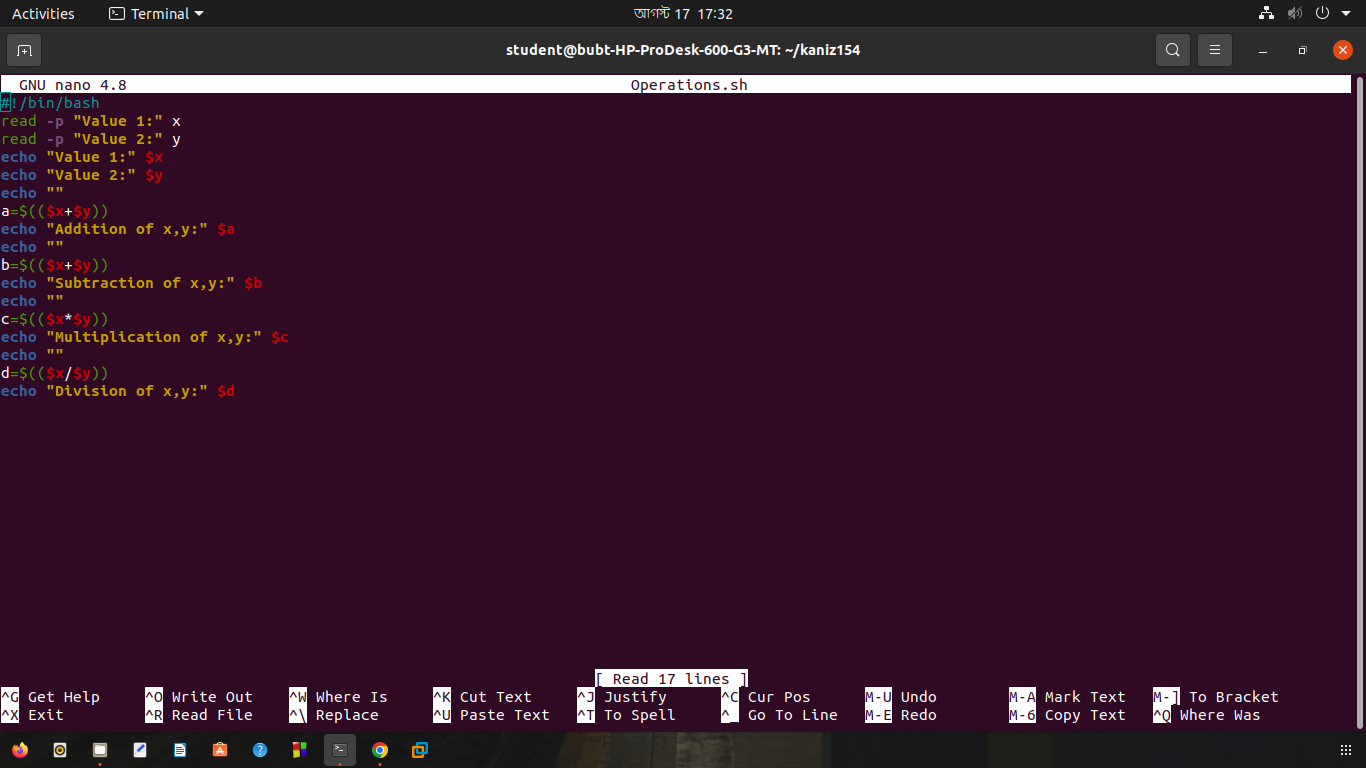 Activities Terminal আগস্ট 17 17:32
student@bubt-HP-ProDesk-600-G3-MT: ~/kaniz154
GNU nano 4.8 Operations.sh
#!/bin/bash
read -p "Value 1:" x
read -p "Value 2:" y
echo "Value 1:" $x
echo "Value 2:" $y
echo ""
a=$(($x+$y))
echo "Addition of x,y:" $a
echo ""
b=$(($x+$y))
echo "Subtraction of x,y:" $b
echo ""
c=$(($x*$y))
echo "Multiplication of x,y:" $c
echo ""
d=$(($x/$y))
echo "Division of x,y:" $d
[ Read 17 lines ]
^G Get Help ^O Write Out ^W Where Is ^K Cut Text ^J Justify ^C Cur Pos M-U Undo M-A Mark Text M-] To Bracket
^X Exit ^R Read File ^\ Replace ^U Paste Text ^T To Spell ^_ Go To Line M-E Redo M-6 Copy Text ^Q Where Was